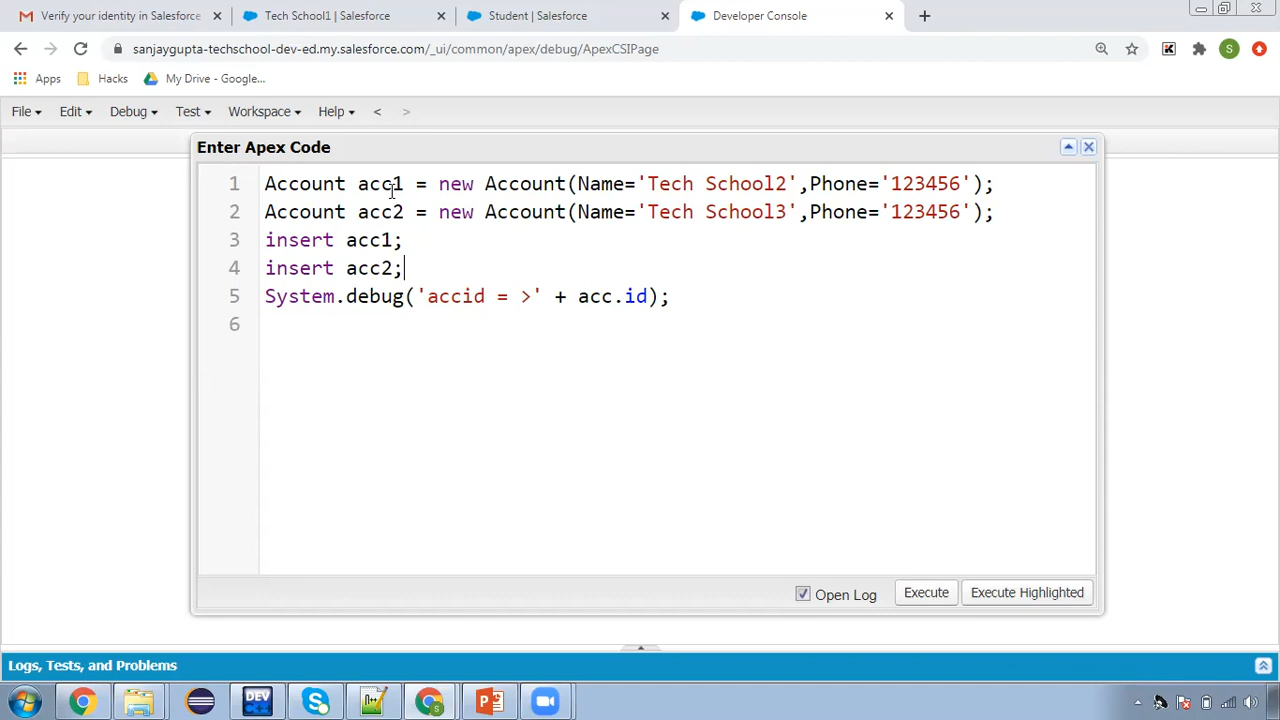 Verify your identity in Salesforce
Tech School1 | Salesforce
Student | Salesforce
Developer Console
sanjaygupta-techschool-dev-ed.my.salesforce.com/_ui/common/apex/debug/ApexCSIPage
S
Apps
Hacks
My Drive - Google...
File
Edit
Debug
Test
Workspace
Help
<
>
Enter Apex Code
1 Account acc1 = new Account(Name='Tech School2',Phone='123456');
2 Account acc2 = new Account(Name='Tech School3',Phone='123456');
3 insert acc1;
4 insert acc2;
5 System.debug('accid = >' + acc.id);
6
Open Log
Execute
Execute Highlighted
Logs, Tests, and Problems
DEV
C++